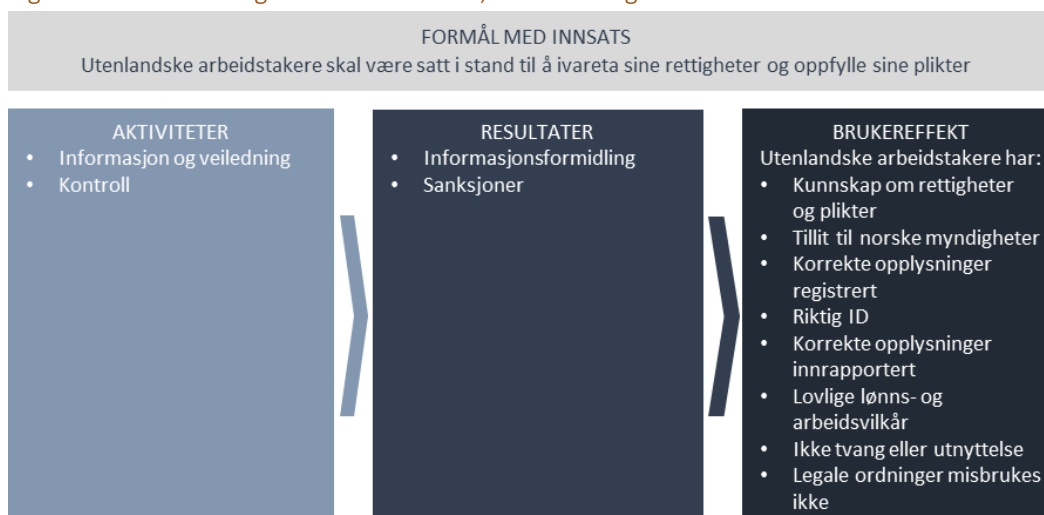 FORMÅL MED INNSATS
Utenlandske arbeidstakere skal være satt i stand til å ivareta sine rettigheter og oppfylle sine plikter
AKTIVITETER
• Informasjon og veiledning
• Kontroll
RESULTATER
• Informasjonsformidling
• Sanksjoner
BRUKEREFFEKT
Utenlandske arbeidstakere har:
• Kunnskap om rettigheter
og plikter
• Tillit til norske myndigheter
• Korrekte opplysninger
registrert
• Riktig ID
• Korrekte opplysninger
innrapportert
• Lovlige lønns- og
arbeidsvilkår
• Ikke tvang eller utnyttelse
• Legale ordninger misbrukes
ikke